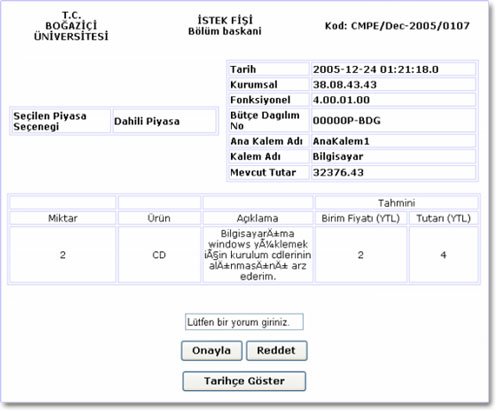 T.C.
BOĞAZİÇİ
ÜNİVERSİTESİ
İSTEK FİŞİ
Bölüm baskani
Kod: CMPE/Dec-2005/0107
Tarih 2005-12-24 01:21:18.0
Kurumsal 38.08.43.43
Fonksiyonel 4.00.01.00
Bütçe Dagılım
No 00000P-BDG
Ana Kalem Adı AnaKalem1
Kalem Adı Bilgisayar
Mevcut Tutar 32376.43
Seçilen Piyasa
Seçenegi
Dahili Piyasa
Tahmini
Miktar Ürün Açıklama Birim Fiyatı (YTL) Tutarı (YTL)
2 CD
BilgisayarÄ±ma
windows yÃ¼klemek
iÃ§in kurulum cdlerinin
alÄ±nmasÄ±nÄ± arz
ederim.
2 4
Lütfen bir yorum giriniz.
Onayla Reddet
Tarihçe Göster